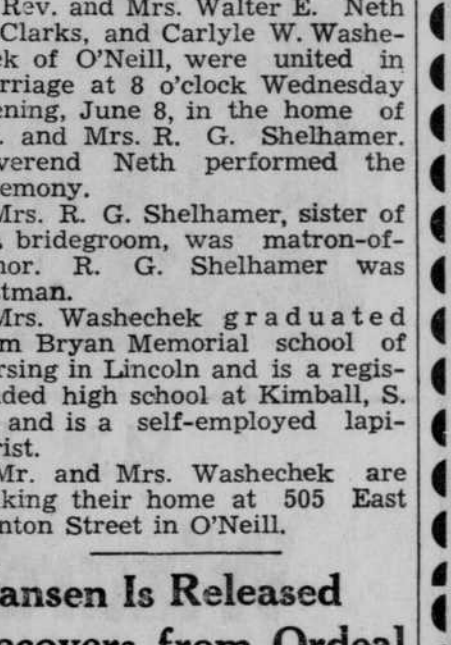 Rev. and Mrs. Walter E. Neth
Clarks, and Carlyle W. Washe-
k of O'Neill, were united in
rriage at 8 o'clock Wednesday
ening, June 8, in the home of
. and Mrs. R. G. Shelhamer.
verend Neth performed the
emony.
Mrs. R. G. Shelhamer, sister of
bridegroom, was matron-of-
nor. R. G. Shelhamer was
tman.
Mrs. Washechek graduated
m Bryan Memorial school of
rsing in Lincoln and is a regis-
ded high school at Kimball, S.
and is a self-employed lapi-
rist.
Mr. and Mrs. Washechek are
king their home at 505 East
nton Street in O'Neill.
ansen Is Released
ecovers from Ordeal